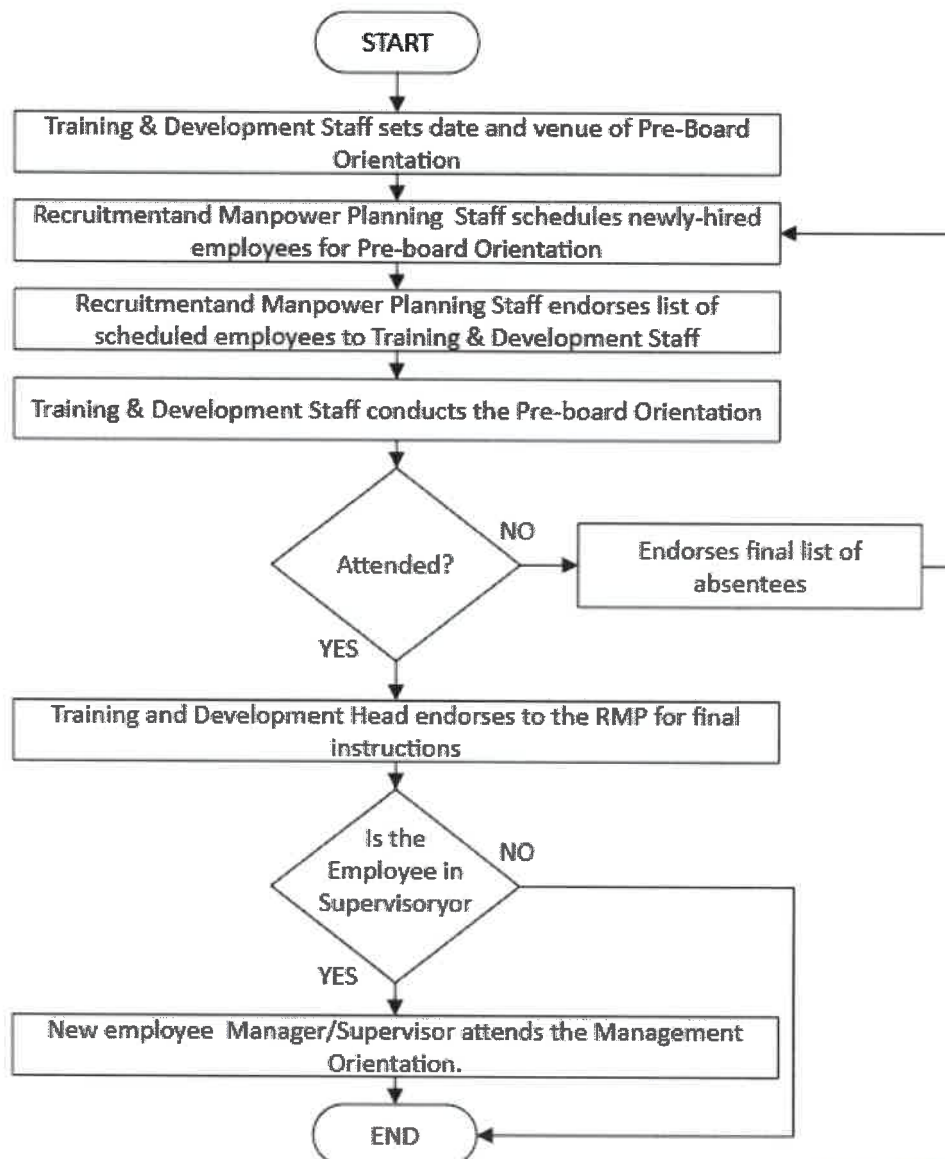 START
Training & Development Staff sets date and venue of Pre-Board
Orientation
Recruitmentand Manpower Planning Staff schedules newly-hired
employees for Pre-board Orientation
Recruitmentand Manpower Planning Staff endorses list of
scheduled employees to Training & Development Staff
Training & Development Staff conducts the Pre-board Orientation
Attended?
NO
Endorses final list of
absentees
YES
Training and Development Head endorses to the RMP for final
instructions
Is the
Employee in
Supervisoryor
NO
YES
New employee Manager/Supervisor attends the Management
Orientation.
END